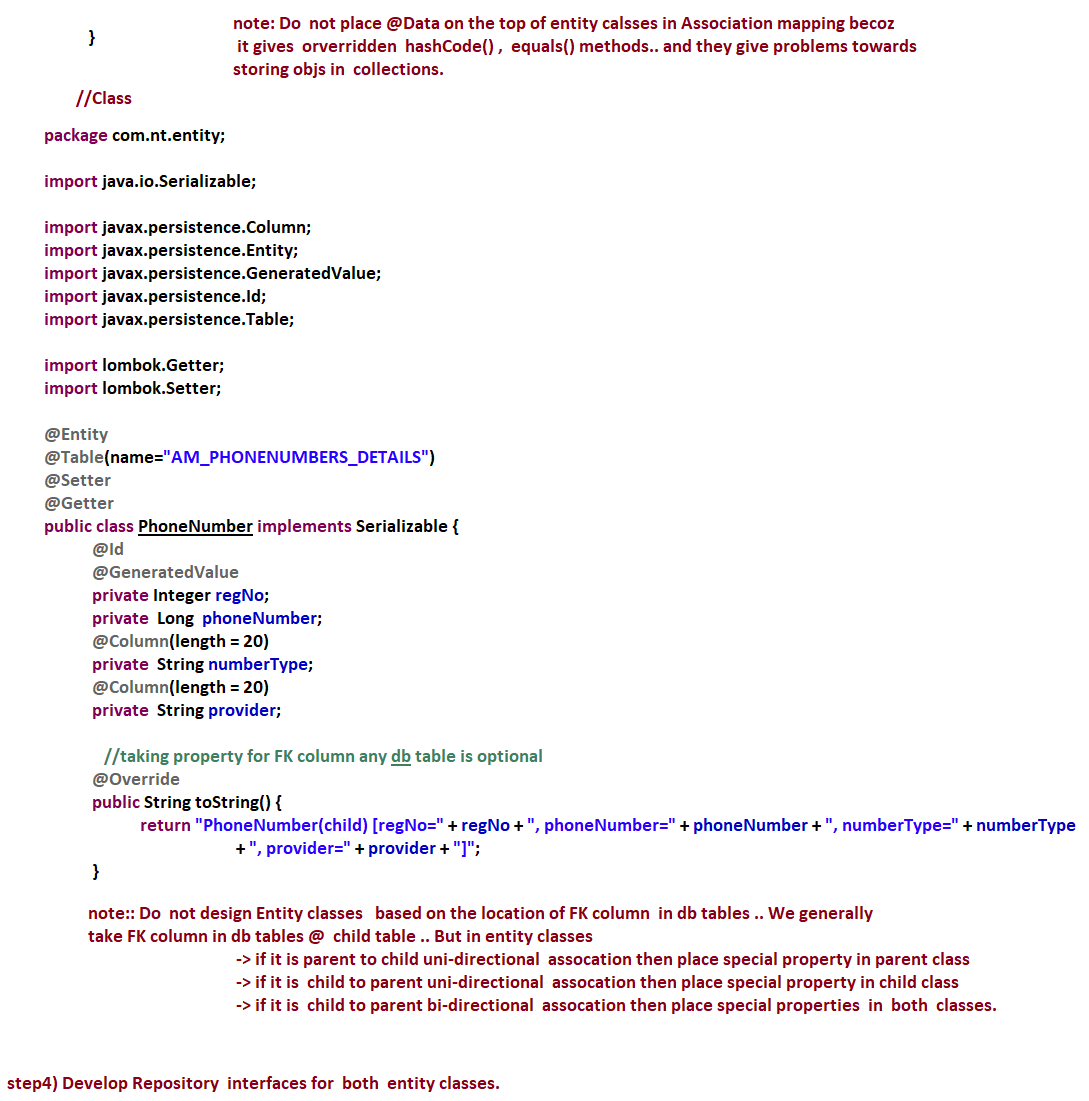 note: Do not place @Data on the top of entity calsses in Association mapping becoz
}
it gives orverridden hashCode() , equals() methods.. and they give problems towards
storing objs in collections.
//Class
package com.nt.entity;
import java.io.Serializable;
import javax.persistence.Column;
import javax.persistence.Entity;
import javax.persistence.GeneratedValue;
import javax.persistence.Id;
import javax.persistence.Table;
import lombok.Getter;
import lombok.Setter;
@Entity
@Table(name="AM_PHONENUMBERS_DETAILS")
@Setter
@Getter
public class PhoneNumber implements Serializable {
@Id
@GeneratedValue
private Integer regNo;
private Long phoneNumber;
@Column(length = 20)
private String numberType;
@Column(length = 20)
private String provider;
//taking property for FK column any db table is optional
@Override
public String toString() {
return "PhoneNumber(child) [regNo=" + regNo + ", phoneNumber=" + phoneNumber + ", numberType=" + numberType
+ ", provider=" + provider + "]";
}
note:: Do not design Entity classes based on the location of FK column in db tables .. We generally
take FK column in db tables @ child table .. But in entity classes
-> if it is parent to child uni-directional assocation then place special property in parent class
-> if it is child to parent uni-directional assocation then place special property in child class
-> if it is child to parent bi-directional assocation then place special properties in both classes.
step4) Develop Repository interfaces for both entity classes.